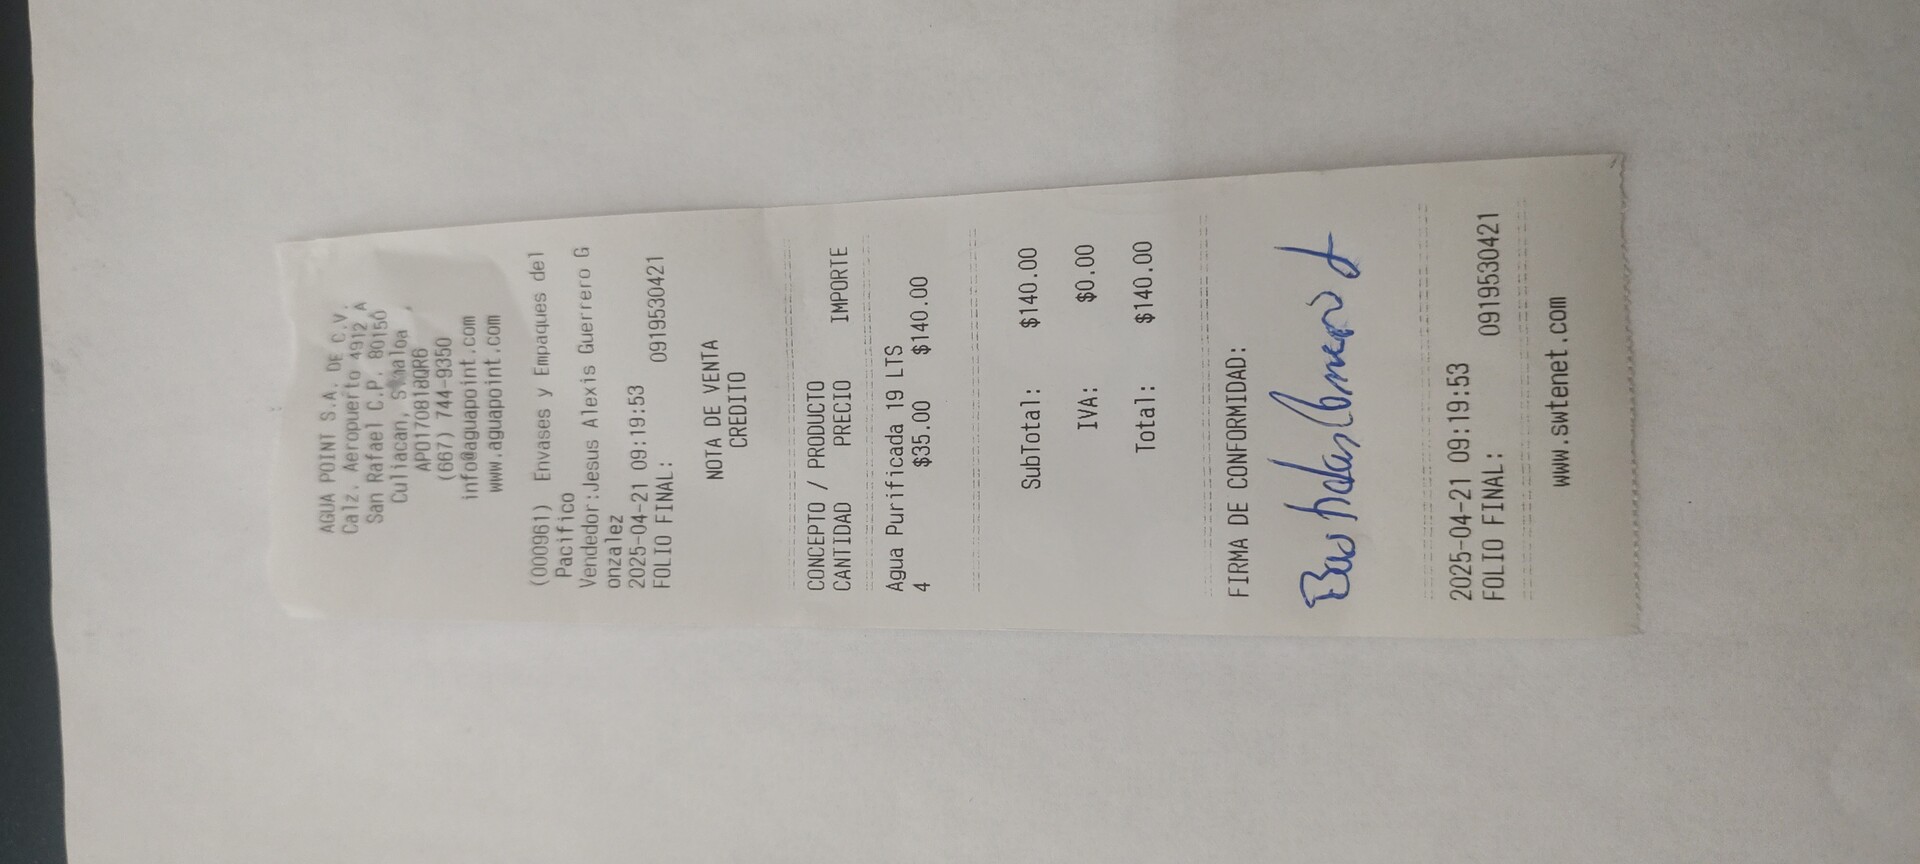 AGUA POINT S.A. DE C.V.
Calz. Aeropuerto 4912 A
San Rafael C.P. 80150
Culiacan, Sinaloa ,
APO170818QR6
(667) 744-9350
info@aguapoint.com
www.aguapoint.com
(000961) Envases y Empaques del
Pacifico
Vendedor:Jesus Alexis Guerrero G
onzalez
2025-04-21 09:19:53
FOLIO FINAL: 0919530421
NOTA DE VENTA
CREDITO
CONCEPTO / PRODUCTO
CANTIDAD PRECIO IMPORTE
Agua Purificada 19 LTS
4 $35.00 $140.00
SubTotal: $140.00
IVA: $0.00
Total: $140.00
FIRMA DE CONFORMIDAD:
2025-04-21 09:19:53
FOLIO FINAL: 0919530421
www.swtenet.com